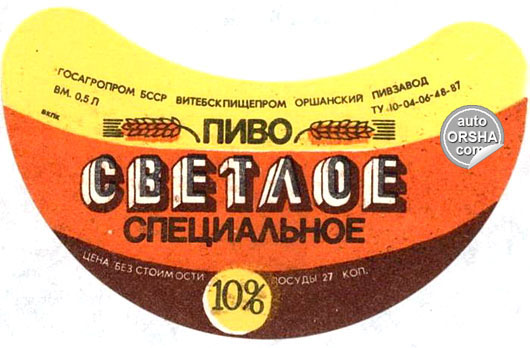 ГОСАГРОПРОМ БССР ВИТЕБСКПИЩЕПРОМ ОРШАНСКИЙ ПИВЗАВОД
ВМ. 0,5 Л
ТУ 10-04-06-48-87
вкпк
auto
ORSHA
com
ПИВО
СВЕТЛОЕ
СПЕЦИАЛЬНОЕ
ЦЕНА БЕЗ СТОИМОСТИ ПОСУДЫ 27 КОП.
10%